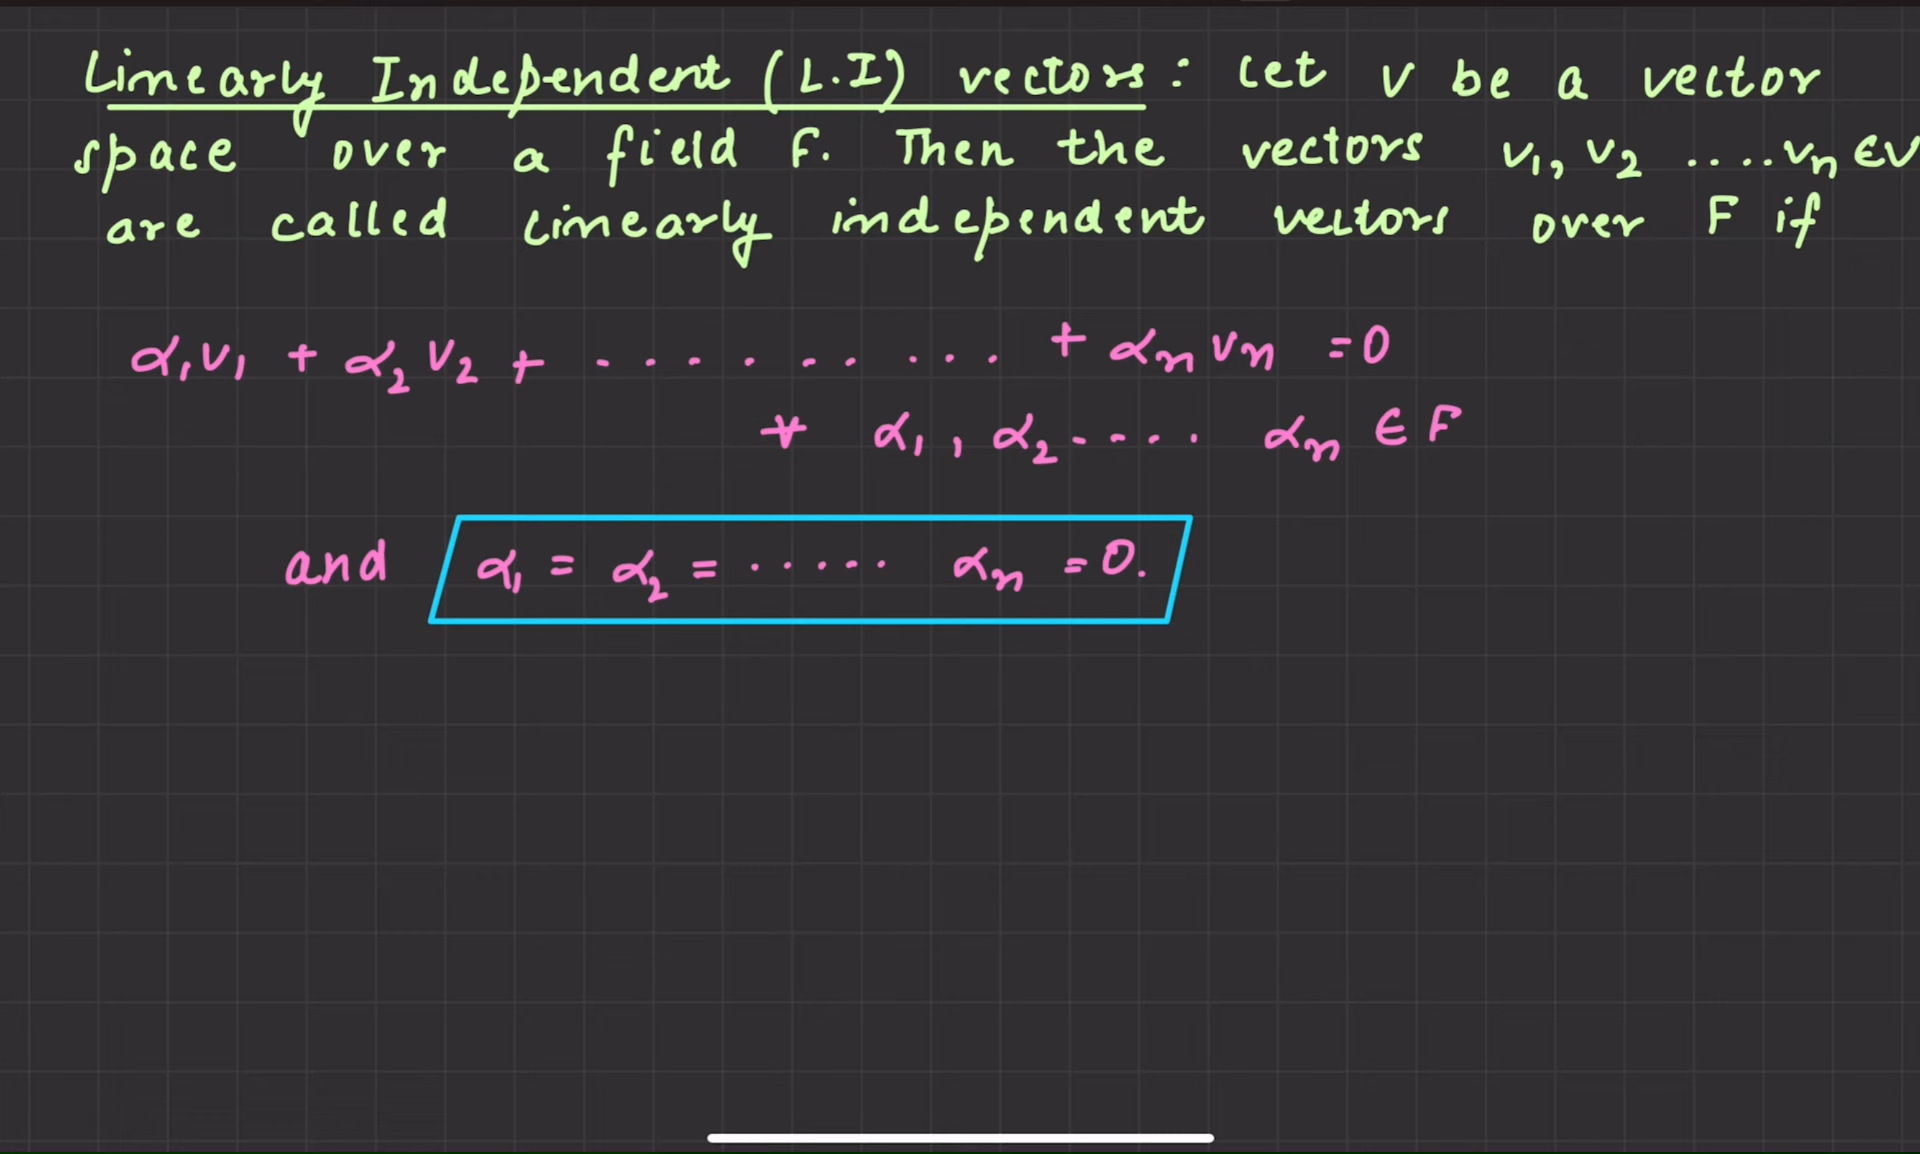 Linearly Independent (L.I) vectors: Let V be a vector
space over a field F. Then the vectors v₁, v₂ ....vₙ ∈V
are called linearly independent vectors over F if
α₁v₁ + α₂v₂ + ........... + αₙvₙ =0
∀ α₁, α₂.... αₙ ∈ F
and α₁ = α₂ = ...... αₙ =0.